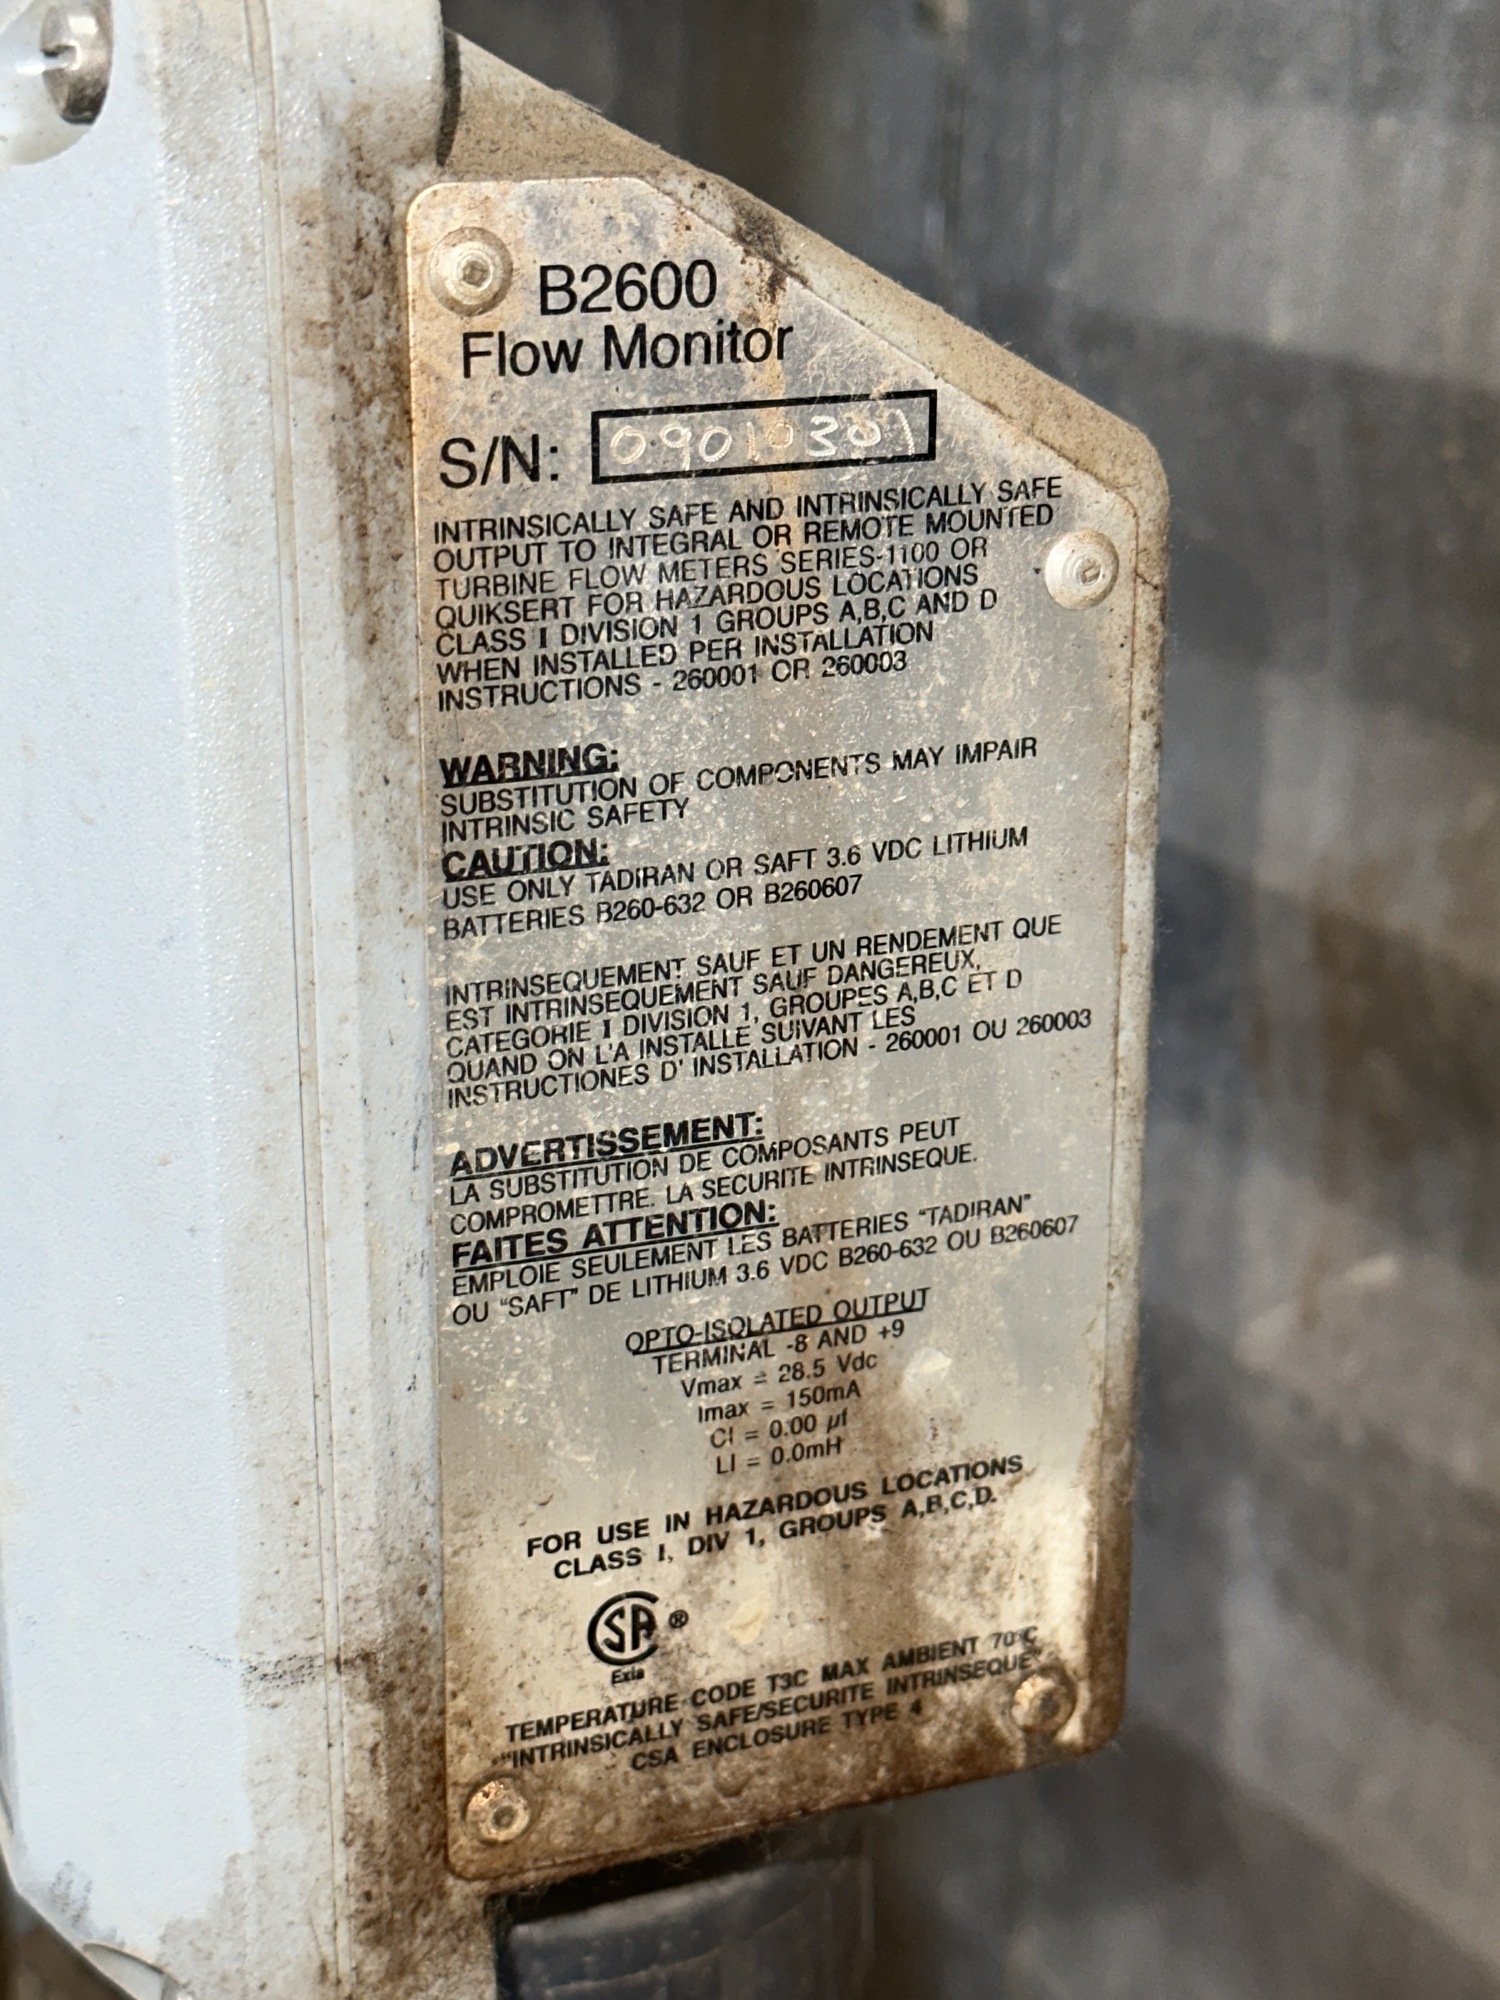 B2600
Flow Monitor
S/N: 09010301
INTRINSICALLY SAFE AND INTRINSICALLY SAFE
OUTPUT TO INTEGRAL OR REMOTE MOUNTED
TURBINE FLOW METERS SERIES-1100 OR
QUIKSERT FOR HAZARDOUS LOCATIONS
CLASS I DIVISION 1 GROUPS A,B,C AND D
WHEN INSTALLED PER INSTALLATION
INSTRUCTIONS - 260001 OR 260003
WARNING:
SUBSTITUTION OF COMPONENTS MAY IMPAIR
INTRINSIC SAFETY
CAUTION:
USE ONLY TADIRAN OR SAFT 3.6 VDC LITHIUM
BATTERIES B260-632 OR B260607
INTRINSEQUEMENT SAUF ET UN RENDEMENT QUE
EST INTRINSEQUEMENT SAUF DANGEREUX,
CATEGORIE I DIVISION 1, GROUPES A,B,C ET D
QUAND ON L'A INSTALLE SUIVANT LES
INSTRUCTIONES D' INSTALLATION - 260001 OU 260003
ADVERTISSEMENT:
LA SUBSTITUTION DE COMPOSANTS PEUT
COMPROMETTRE. LA SECURITE INTRINSEQUE.
FAITES ATTENTION:
EMPLOIE SEULEMENT LES BATTERIES "TADIRAN"
OU "SAFT" DE LITHIUM 3.6 VDC B260-632 OU B260607
OPTO-ISOLATED OUTPUT
TERMINAL -8 AND +9
Vmax = 28.5 Vdc
Imax = 150mA
CI = 0.00 µf
LI = 0.0mH
FOR USE IN HAZARDOUS LOCATIONS
CLASS I, DIV 1, GROUPS A,B,C,D.
SA ®
Exia
TEMPERATURE CODE T3C MAX AMBIENT 70°C
"INTRINSICALLY SAFE/SECURITE INTRINSEQUE"
CSA ENCLOSURE TYPE 4